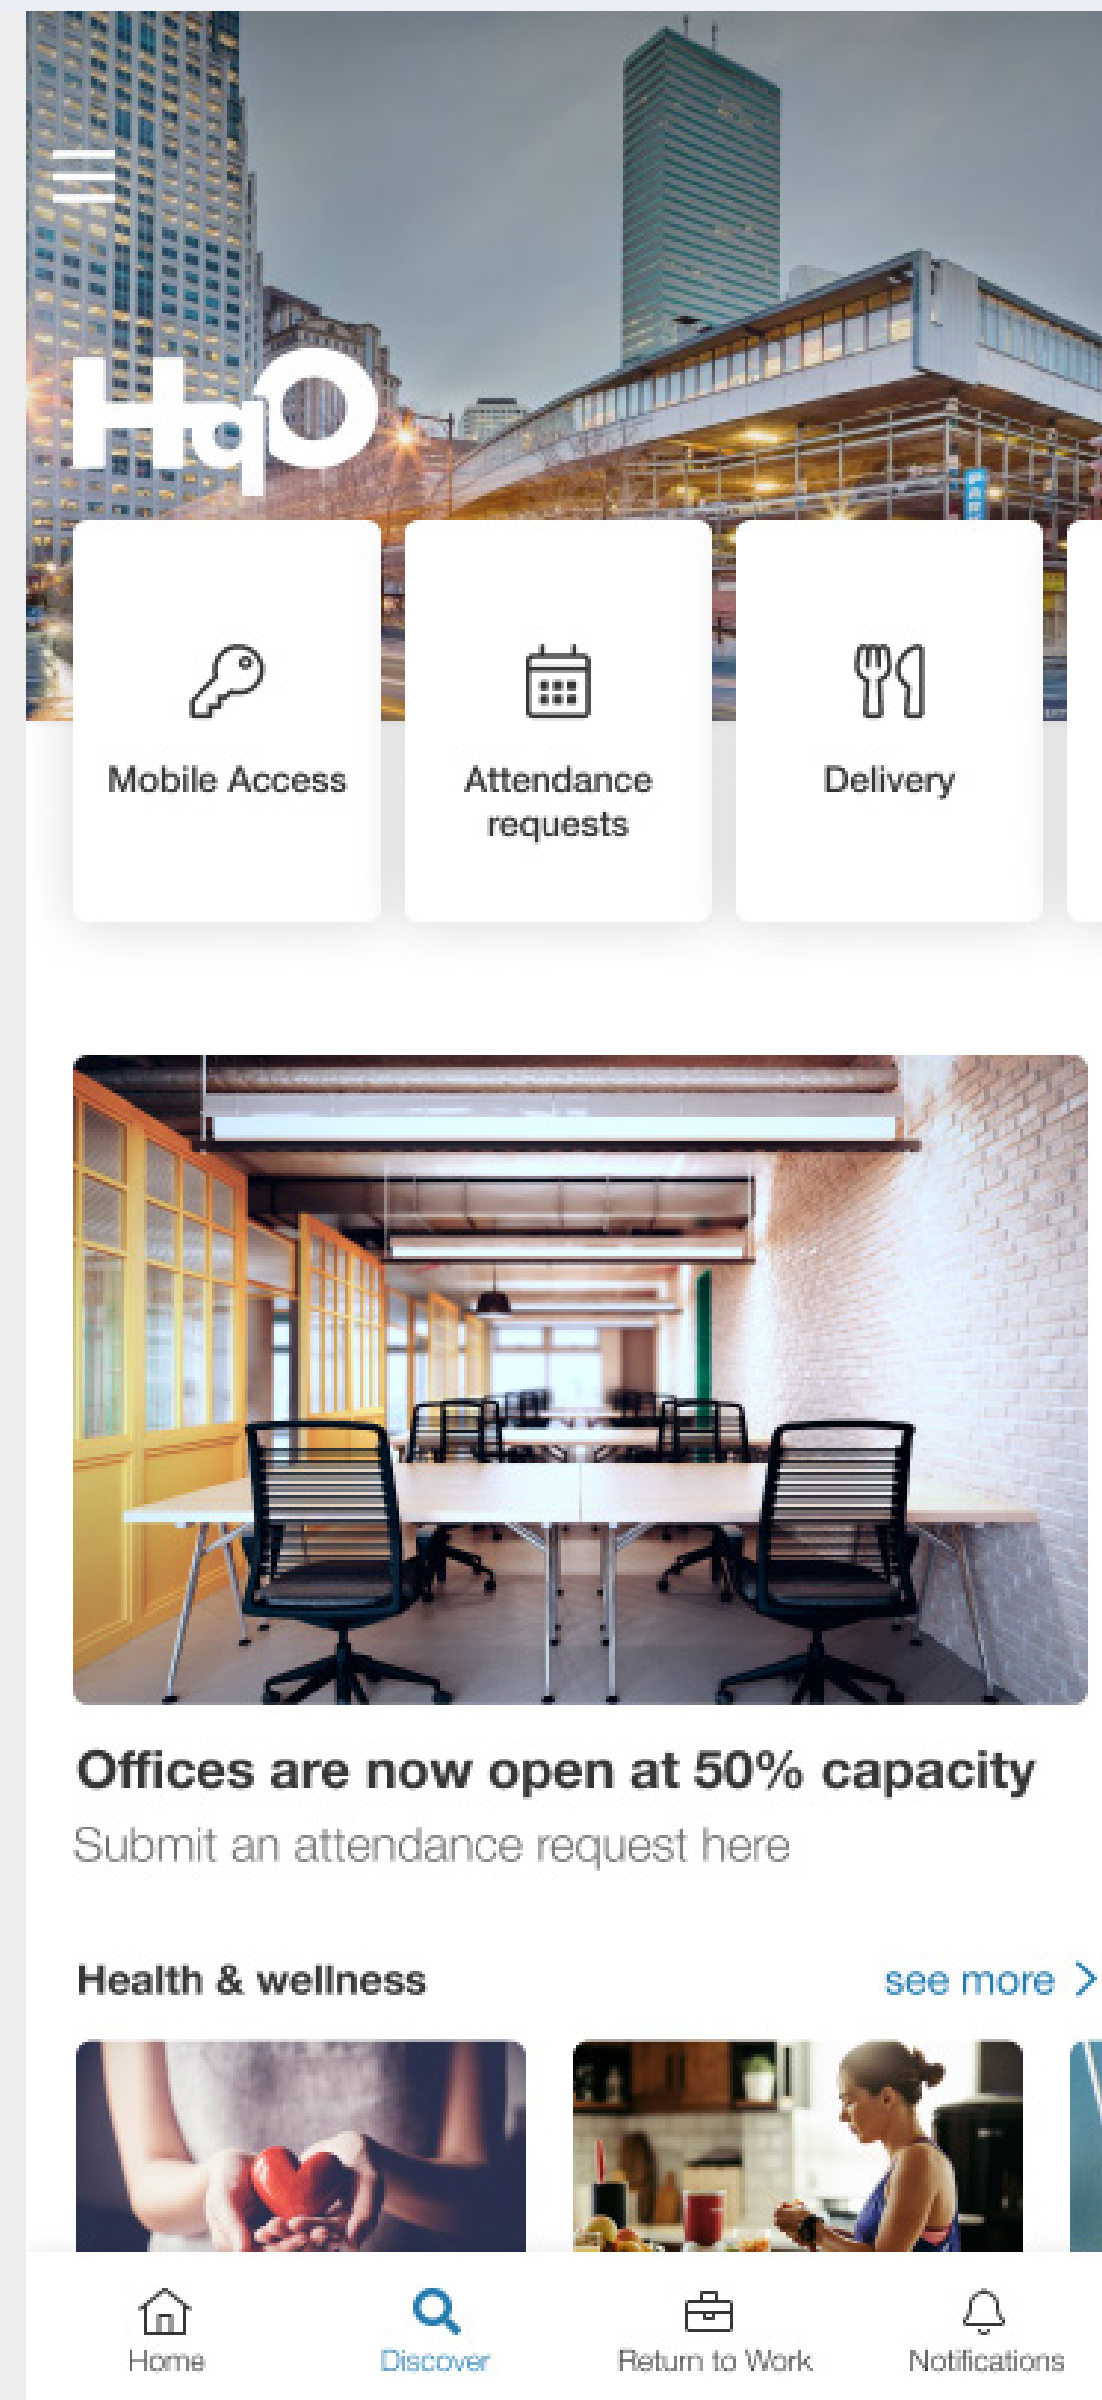 HqO
Mobile Access
Attendance
requests
Delivery
Offices are now open at 50% capacity
Submit an attendance request here
Health & wellness
see more
Home
Discover
Return to Work
Notifications